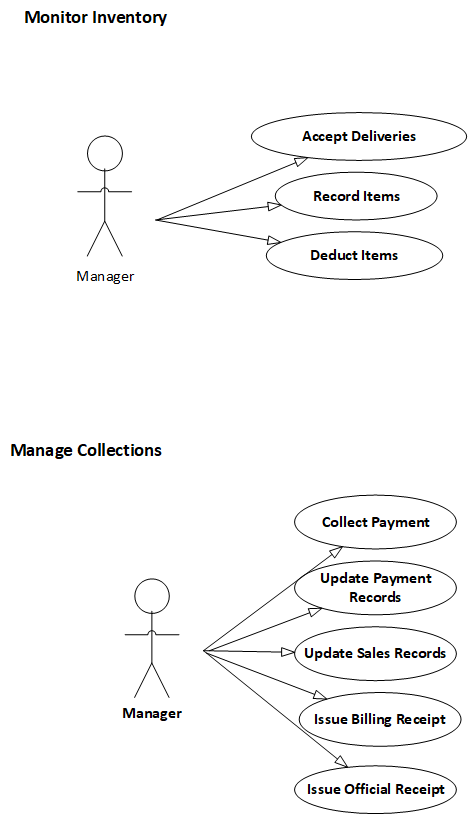 Monitor Inventory
Accept Deliveries
Record Items
Deduct Items
Manager
Manage Collections
Collect Payment
Update Payment
Records
Update Sales Records
Manager
Issue Billing Receipt
Issue Official Receipt